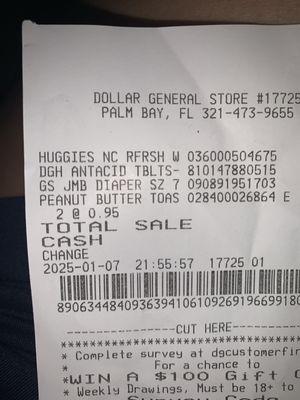 DOLLAR GENERAL STORE #17725
PALM BAY, FL 321-473-9655
HUGGIES NC RFRSH W 036000504675
DGH ANTACID TBLTS- 810147880515
GS JMB DIAPER SZ 7 090891951703
PEANUT BUTTER TOAS 028400026864 E
2 @ 0.95
TOTAL SALE
CASH
CHANGE
2025-01-07 21:55:57 17725 01
8906344840936394106109269196699180
CUT HERE
* Complete survey at dgcustomerfir
* For a chance to
*WIN A $100 Gift C
* Weekly Drawings, Must be 18+ to